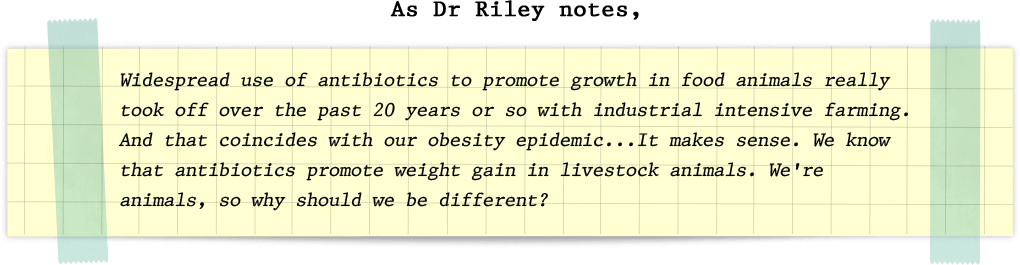 As Dr Riley notes,
Widespread use of antibiotics to promote growth in food animals really
took off over the past 20 years or so with industrial intensive farming.
And that coincides with our obesity epidemic...It makes sense. We know
that antibiotics promote weight gain in livestock animals. We're
animals, so why should we be different?